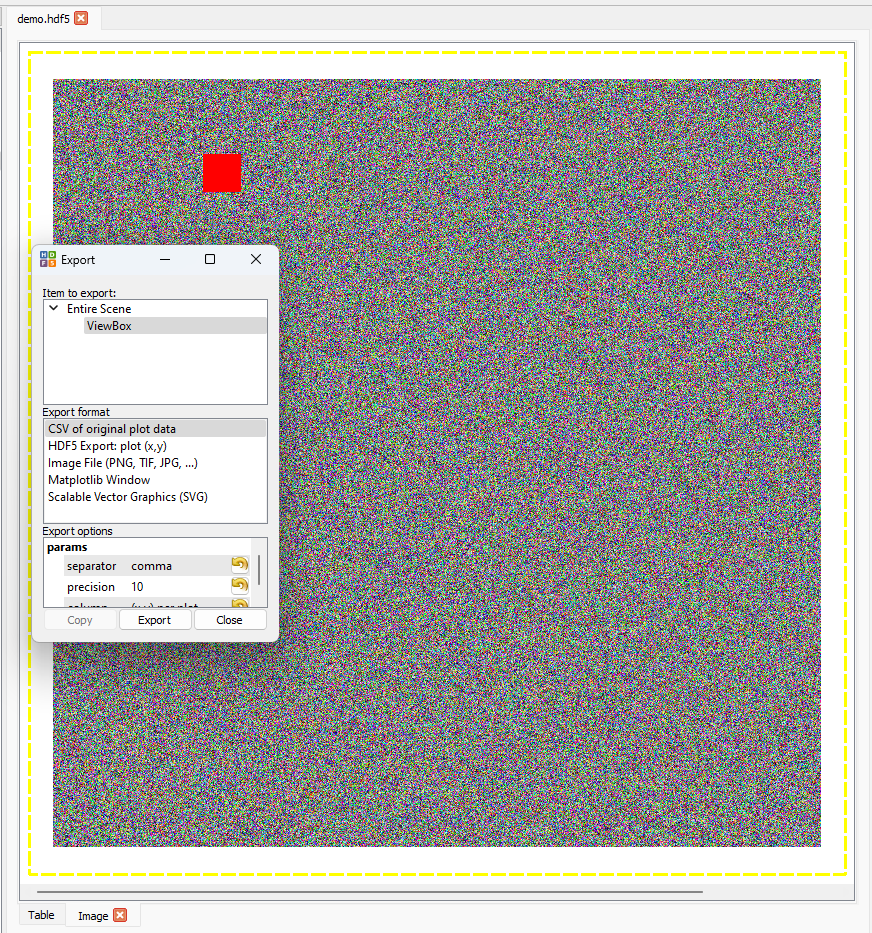 demo.hdf5
Export
Item to export:
Entire Scene
ViewBox
Export format
CSV of original plot data
HDF5 Export: plot (x,y)
Image File (PNG, TIF, JPG, ...)
Matplotlib Window
Scalable Vector Graphics (SVG)
Export options
params
separator comma
precision 10
Copy Export Close
Table Image